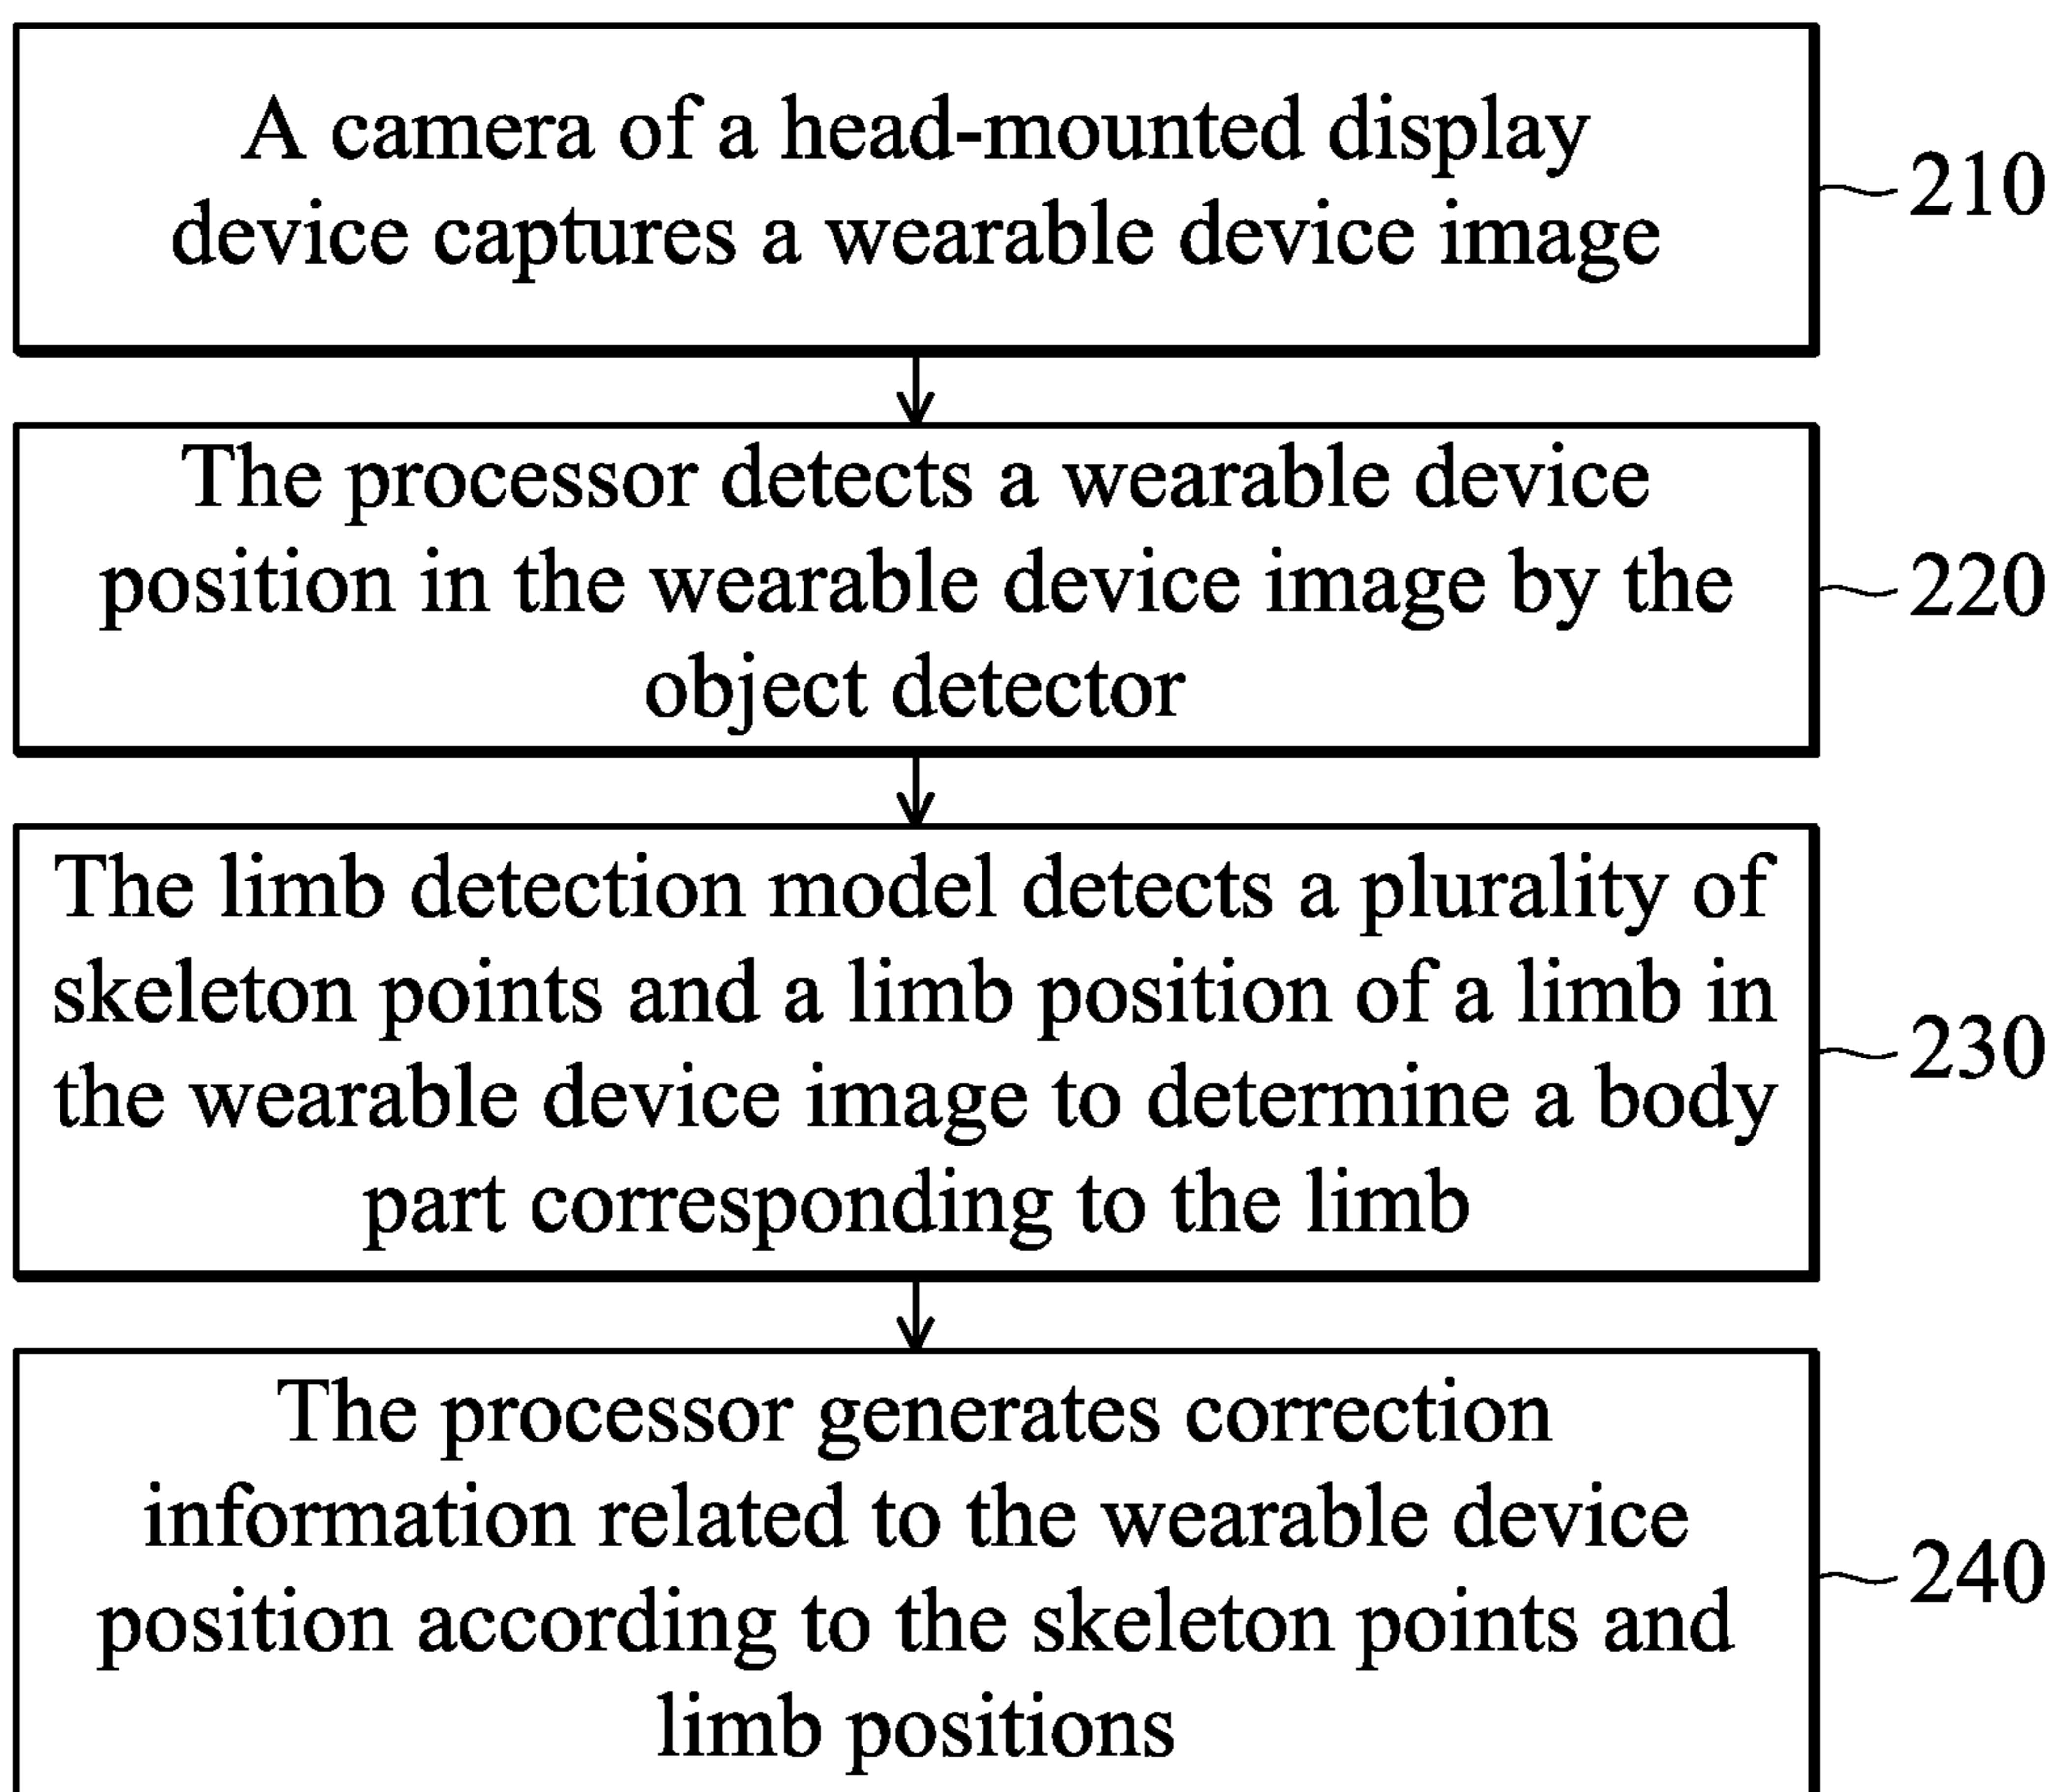 A camera of a head-mounted display
device captures a wearable device image
210
The processor detects a wearable device
position in the wearable device image by the
object detector
220
The limb detection model detects a plurality of
skeleton points and a limb position of a limb in
the wearable device image to determine a body
part corresponding to the limb
230
The processor generates correction
information related to the wearable device
position according to the skeleton points and
limb positions
240